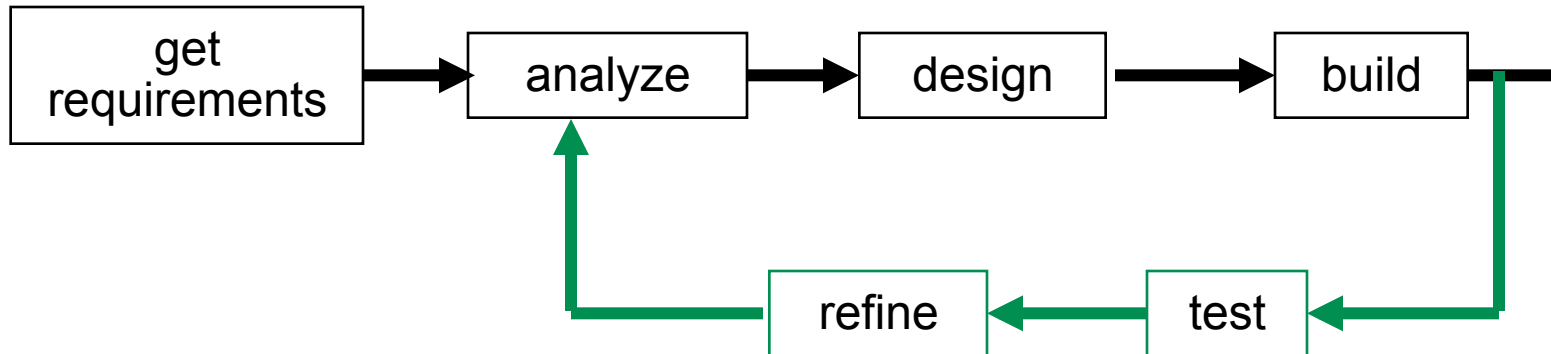 get
requirements
analyze
design
build
refine
test